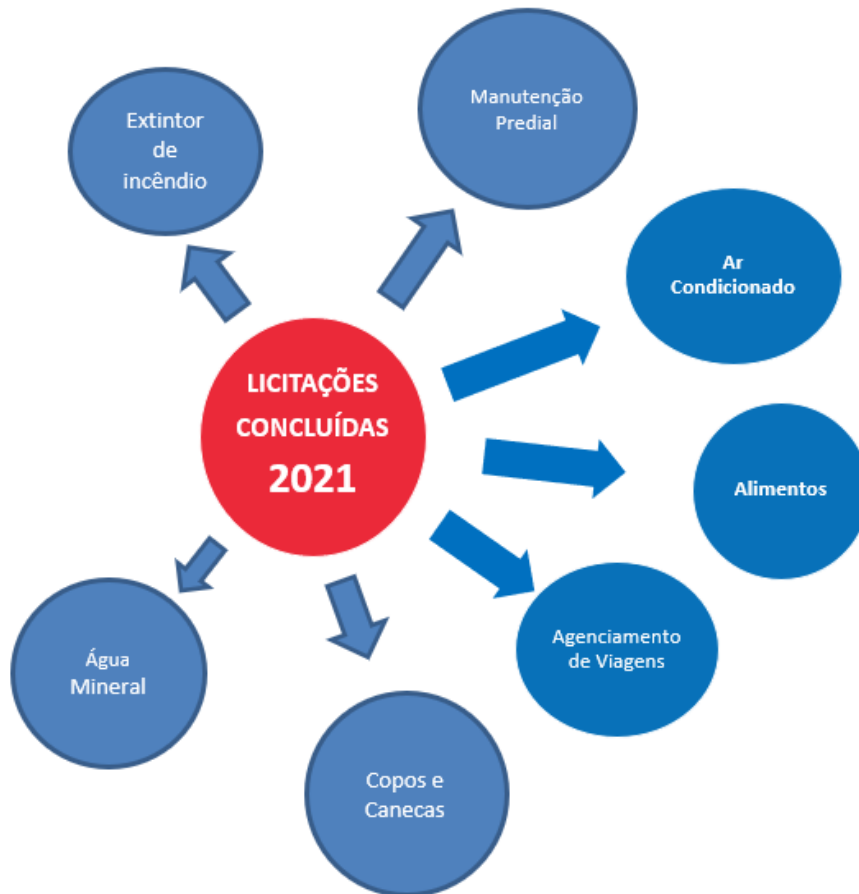 Manutenção
Predial
Extintor
de
incêndio
Ar
Condicionado
LICITAÇÕES
CONCLUÍDAS
2021
Alimentos
Agenciamento
de Viagens
Água
Mineral
Copos e
Canecas